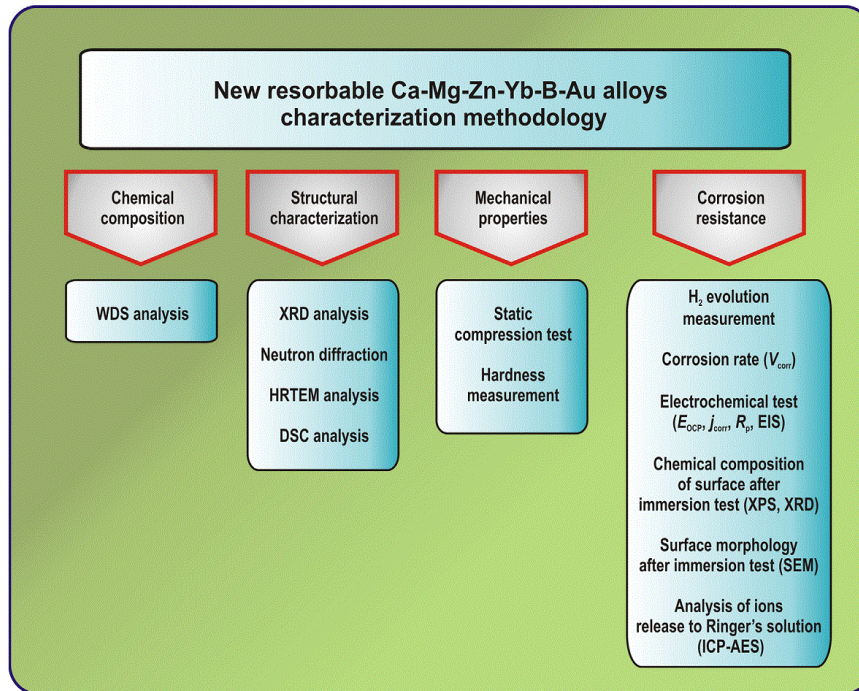 New resorbable Ca-Mg-Zn-Yb-B-Au alloys
characterization methodology
Chemical
composition
WDS analysis
Structural
characterization
XRD analysis
Neutron diffraction
HRTEM analysis
DSC analysis
Mechanical
properties
Static
compression test
Hardness
measurement
Corrosion
resistance
H₂ evolution
measurement
Corrosion rate (Vcorr)
Electrochemical test
(EOCP, jcorr, Rp, EIS)
Chemical composition
of surface after
immersion test (XPS, XRD)
Surface morphology
after immersion test (SEM)
Analysis of ions
release to Ringer's solution
(ICP-AES)